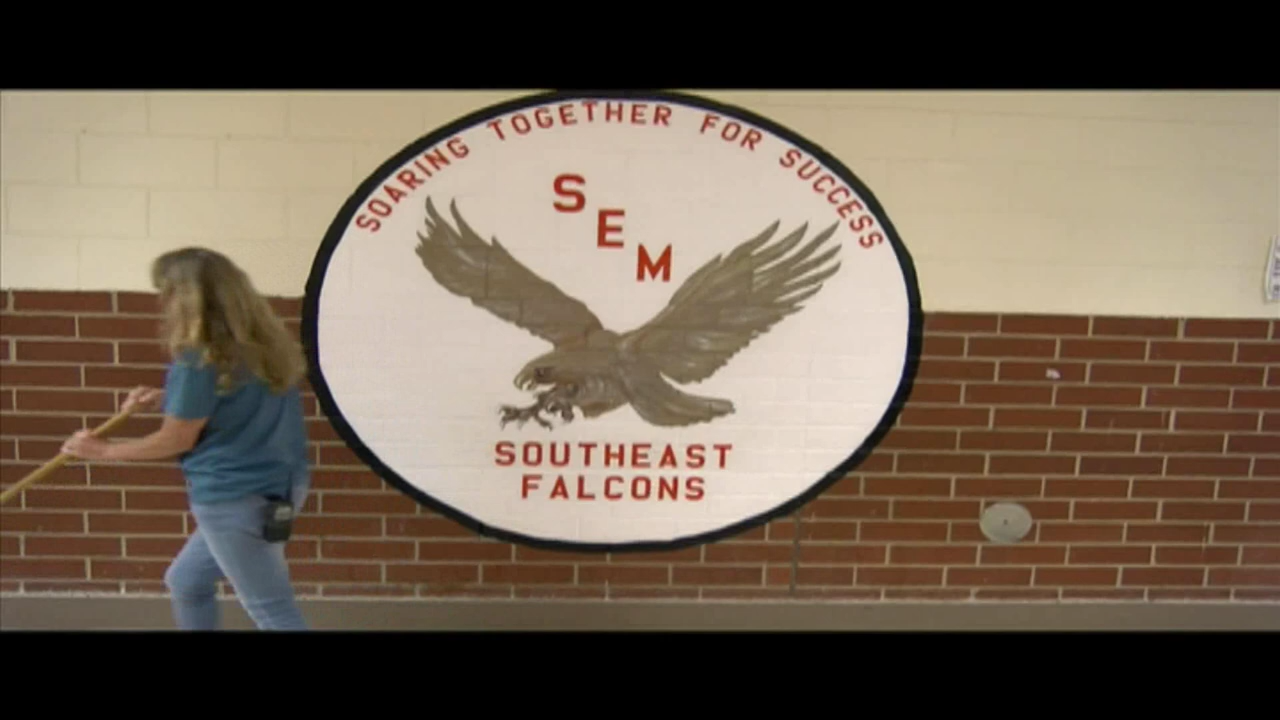 SOARING TOGETHER FOR SUCCESS
S
E
M
SOUTHEAST
FALCONS